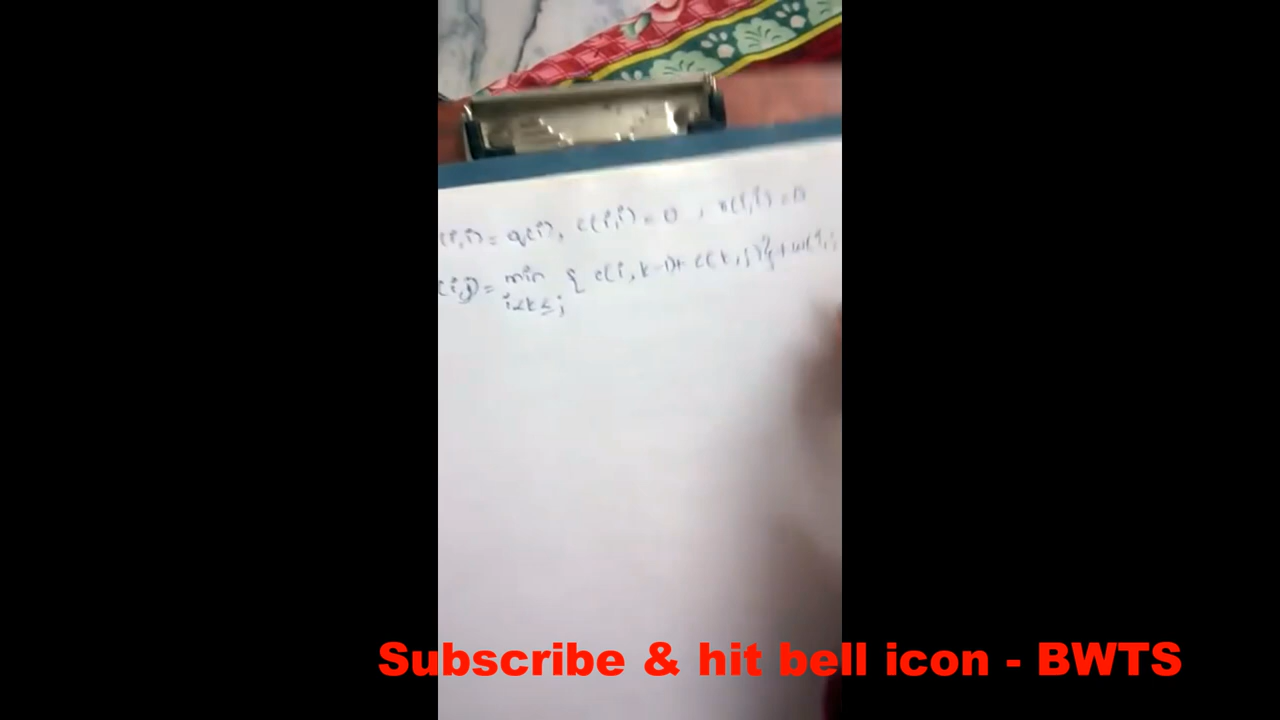 (i,i) = q(i), c(i,i) = 0 , r(i,i) = 0
(i,j) = min { c(i, k-1)+ c(k, j)} + w(i,j
i<k≤j
Subscribe & hit bell icon - BWTS